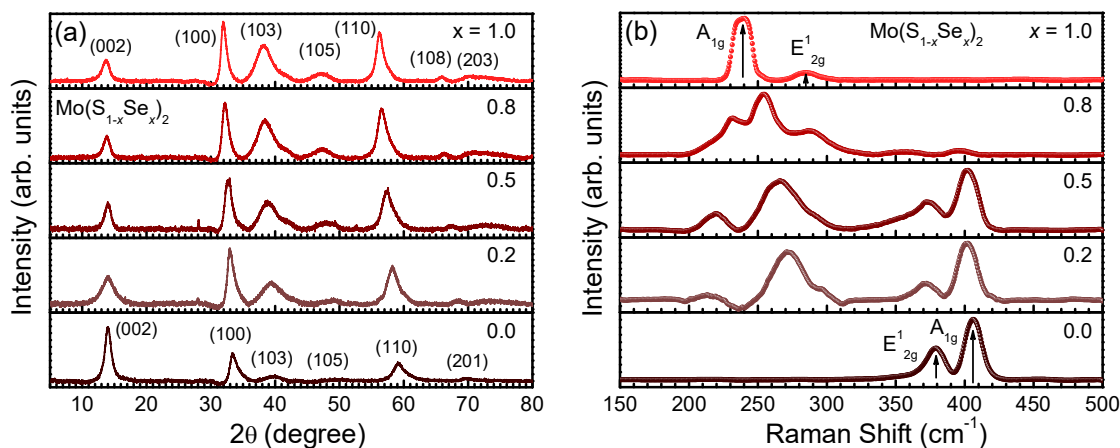 (a)
x = 1.0
(002)
(100)
(103)
(105)
(110)
(108)
(203)
Mo(S₁₋ₓSeₓ)₂
0.8
0.5
0.2
0.0
(002)
(100)
(103)
(105)
(110)
(201)
5 10 20 30 40 50 60 70 80
2θ (degree)
Intensity (arb. units)
(b)
Mo(S₁₋ₓSeₓ)₂ x = 1.0
A₁g
E¹₂g
0.8
0.5
0.2
0.0
E¹₂g
A₁g
150 200 250 300 350 400 450 500
Raman Shift (cm⁻¹)
Intensity (arb. units)